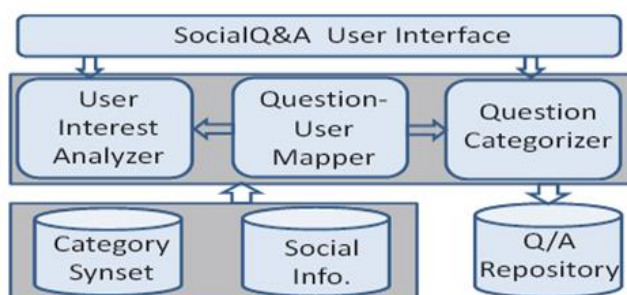 SocialQ&A User Interface
User
Interest
Analyzer
Question-
User
Mapper
Question
Categorizer
Category
Synset
Social
Info.
Q/A
Repository